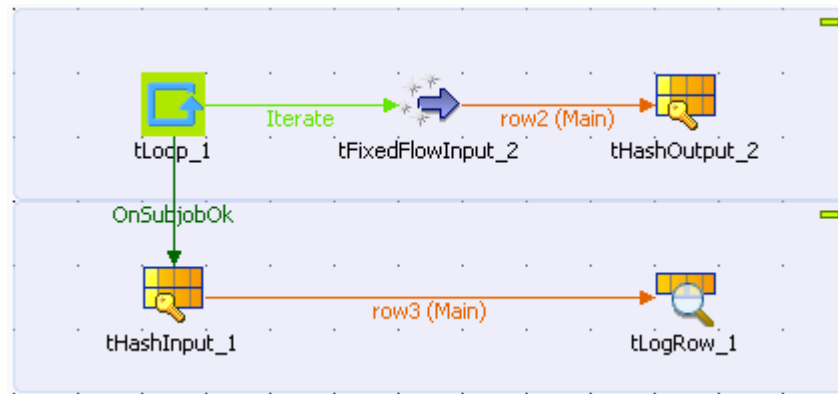 Iterate
row2 (Main)
tLoop_1
tFixedFlowInput_2
tHashOutput_2
OnSubjobOk
row3 (Main)
tHashInput_1
tLogRow_1